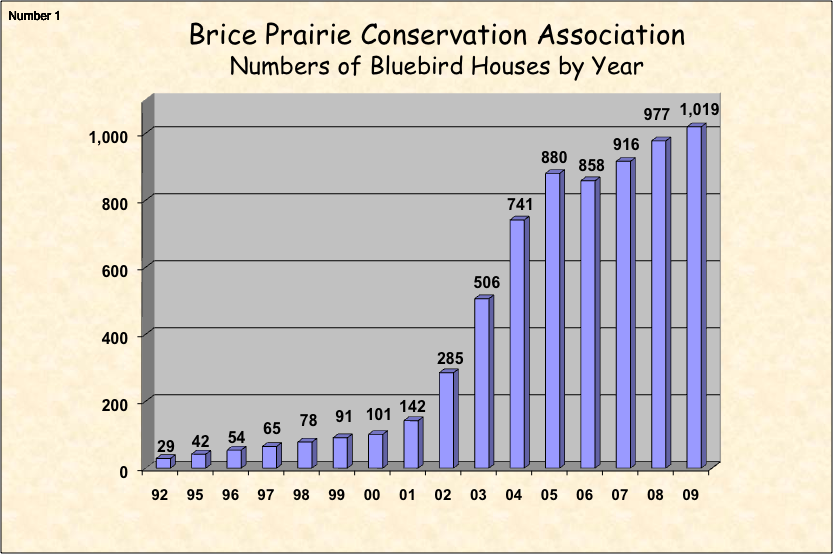 Number 1
Brice Prairie Conservation Association
Numbers of Bluebird Houses by Year
1,000
800
600
400
200
0
29 42 54 65 78 91 101 142 285 506 741 880 858 916 977 1,019
92 95 96 97 98 99 00 01 02 03 04 05 06 07 08 09